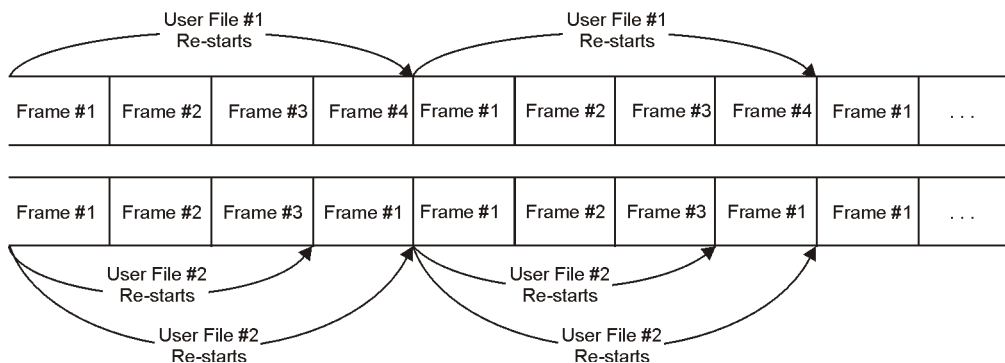 User File #1
Re-starts
User File #1
Re-starts
Frame #1 Frame #2 Frame #3 Frame #4 Frame #1 Frame #2 Frame #3 Frame #4 Frame #1 . . .
Frame #1 Frame #2 Frame #3 Frame #1 Frame #1 Frame #2 Frame #3 Frame #1 Frame #1 . . .
User File #2
Re-starts
User File #2
Re-starts
User File #2
Re-starts
User File #2
Re-starts